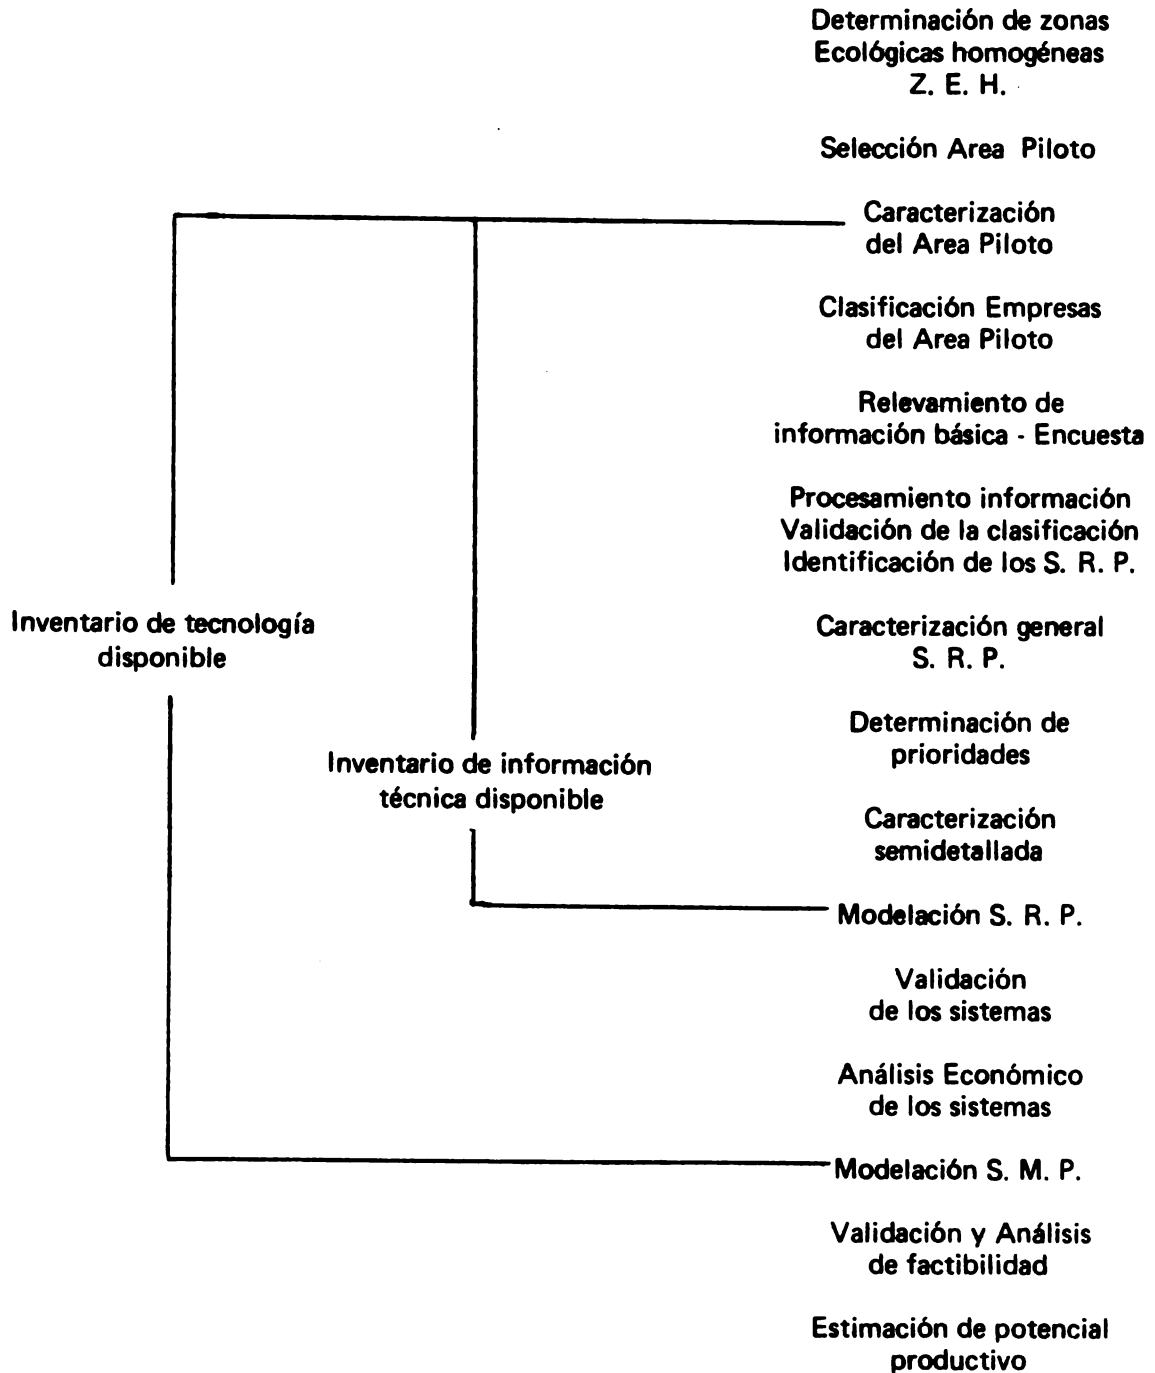 Determinación de zonas
Ecológicas homogéneas
Z. E. H.
Selección Area Piloto
Caracterización
del Area Piloto
Clasificación Empresas
del Area Piloto
Relevamiento de
información básica - Encuesta
Procesamiento información
Validación de la clasificación
Identificación de los S. R. P.
Inventario de tecnología
disponible
Caracterización general
S. R. P.
Determinación de
prioridades
Inventario de información
técnica disponible
Caracterización
semidetallada
Modelación S. R. P.
Validación
de los sistemas
Análisis Económico
de los sistemas
Modelación S. M. P.
Validación y Análisis
de factibilidad
Estimación de potencial
productivo